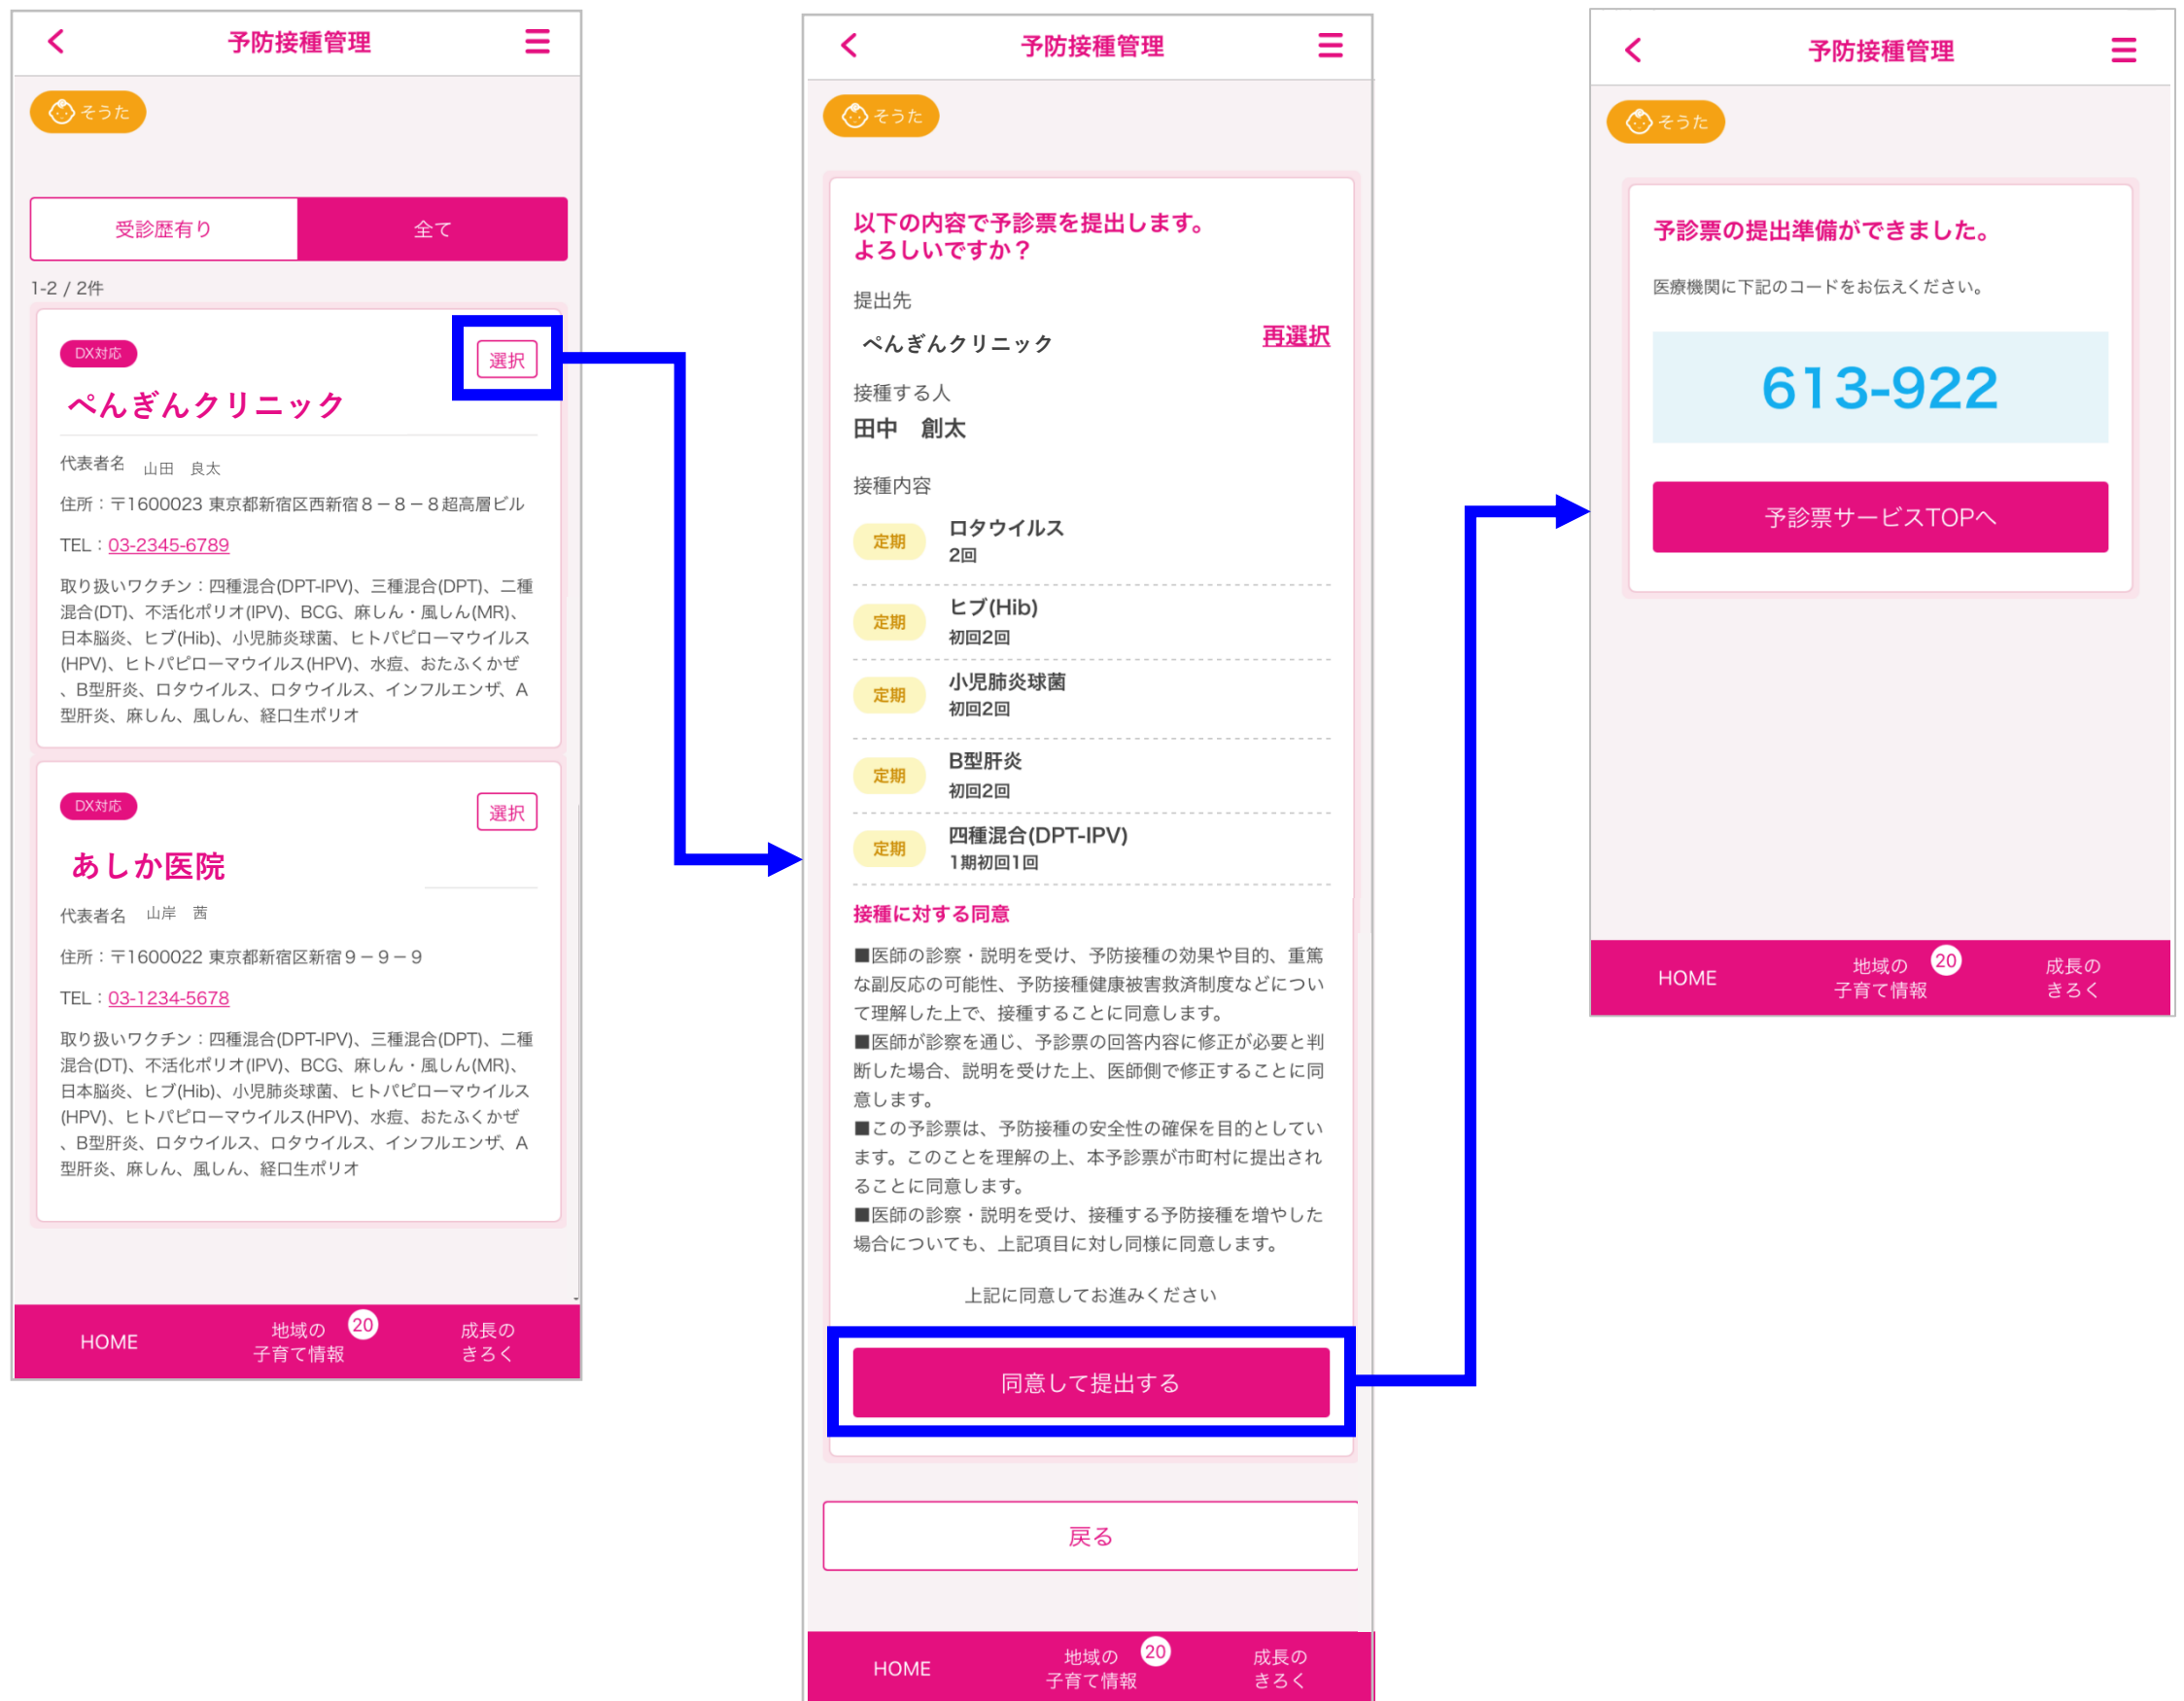 予防接種管理
そうた
受診歴有り
全て
1-2 / 2件
DX対応
選択
ぺんぎんクリニック
代表者名 山田 良太
住所：〒1600023 東京都新宿区西新宿８－８－８超高層ビル
TEL：03-2345-6789
取り扱いワクチン：四種混合(DPT-IPV)、三種混合(DPT)、二種
混合(DT)、不活化ポリオ(IPV)、BCG、麻しん・風しん(MR)、
日本脳炎、ヒブ(Hib)、小児肺炎球菌、ヒトパピローマウイルス
(HPV)、ヒトパピローマウイルス(HPV)、水痘、おたふくかぜ
、B型肝炎、ロタウイルス、ロタウイルス、インフルエンザ、A
型肝炎、麻しん、風しん、経口生ポリオ
DX対応
選択
あしか医院
代表者名 山岸 茜
住所：〒1600022 東京都新宿区新宿９－９－９
TEL：03-1234-5678
取り扱いワクチン：四種混合(DPT-IPV)、三種混合(DPT)、二種
混合(DT)、不活化ポリオ(IPV)、BCG、麻しん・風しん(MR)、
日本脳炎、ヒブ(Hib)、小児肺炎球菌、ヒトパピローマウイルス
(HPV)、ヒトパピローマウイルス(HPV)、水痘、おたふくかぜ
、B型肝炎、ロタウイルス、ロタウイルス、インフルエンザ、A
型肝炎、麻しん、風しん、経口生ポリオ
HOME
地域の
子育て情報
20
成長の
きろく
予防接種管理
そうた
以下の内容で予診票を提出します。
よろしいですか？
提出先
ぺんぎんクリニック
再選択
接種する人
田中 創太
接種内容
定期
ロタウイルス
2回
定期
ヒブ(Hib)
初回2回
定期
小児肺炎球菌
初回2回
定期
B型肝炎
初回2回
定期
四種混合(DPT-IPV)
1期初回1回
接種に対する同意
■医師の診察・説明を受け、予防接種の効果や目的、重篤
な副反応の可能性、予防接種健康被害救済制度などについ
て理解した上で、接種することに同意します。
■医師が診察を通じ、予診票の回答内容に修正が必要と判
断した場合、説明を受けた上、医師側で修正することに同
意します。
■この予診票は、予防接種の安全性の確保を目的としてい
ます。このことを理解の上、本予診票が市町村に提出され
ることに同意します。
■医師の診察・説明を受け、接種する予防接種を増やした
場合についても、上記項目に対し同様に同意します。
上記に同意してお進みください
同意して提出する
戻る
HOME
地域の
子育て情報
20
成長の
きろく
予防接種管理
そうた
予診票の提出準備ができました。
医療機関に下記のコードをお伝えください。
613-922
予診票サービスTOPへ
HOME
地域の
子育て情報
20
成長の
きろく